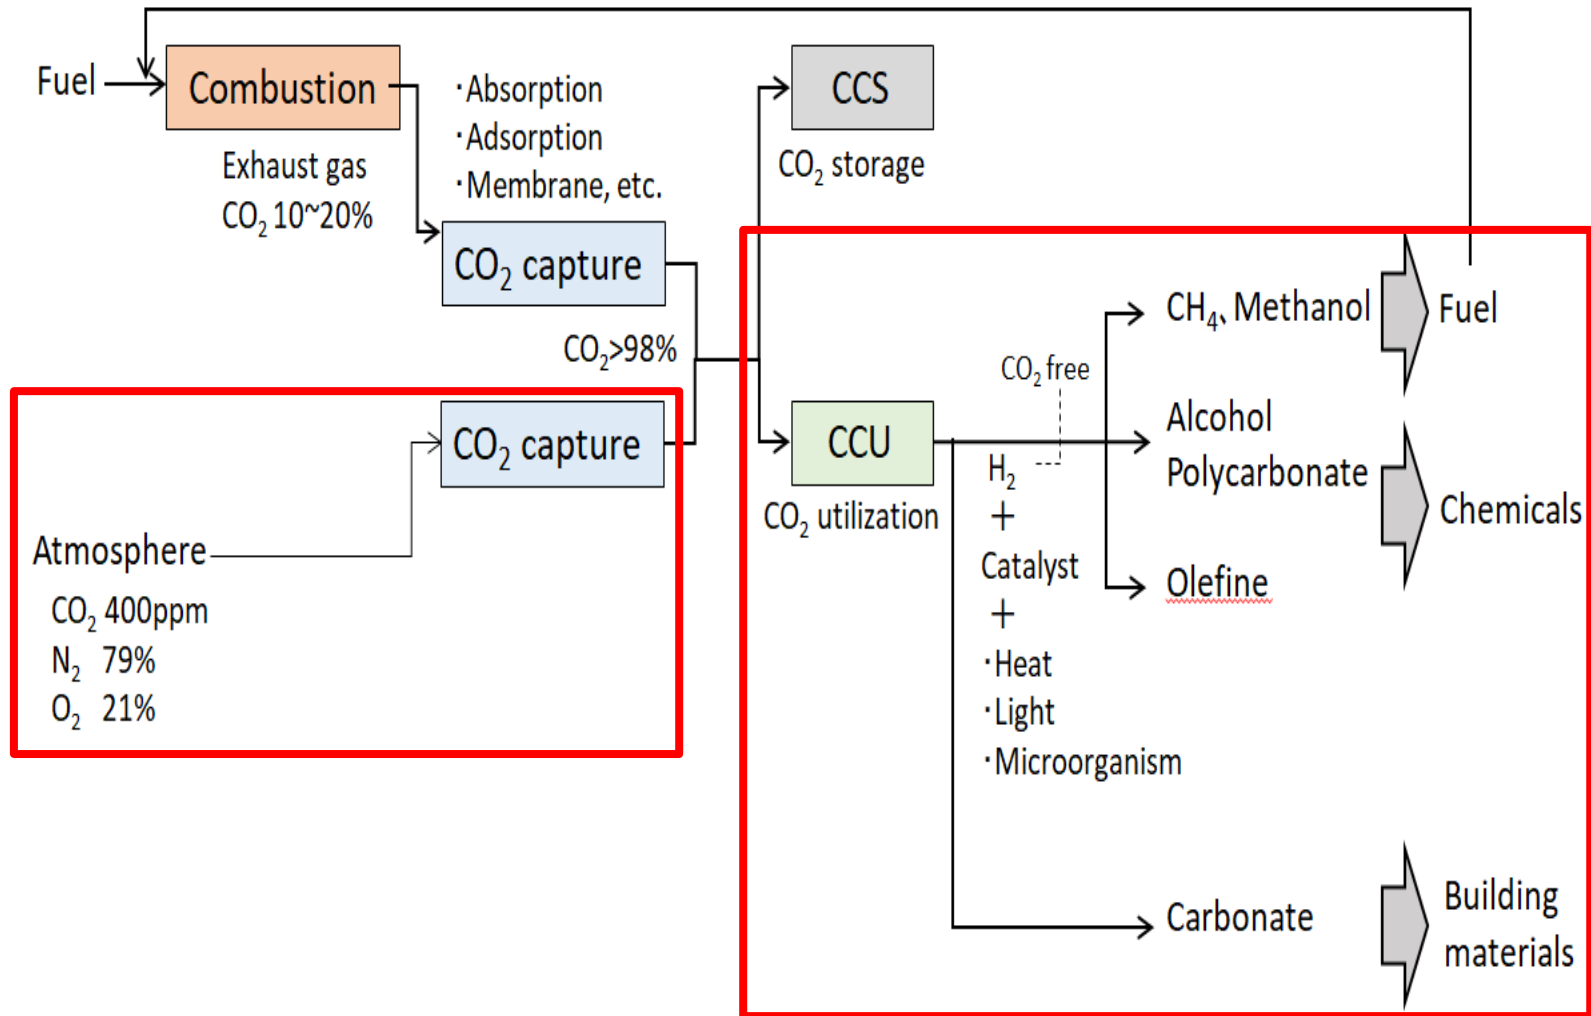 Fuel
Combustion
Exhaust gas
CO₂ 10~20%
·Absorption
·Adsorption
·Membrane, etc.
CO₂ capture
CO₂>98%
CO₂ capture
Atmosphere
CO₂ 400ppm
N₂ 79%
O₂ 21%
CCS
CO₂ storage
CCU
CO₂ utilization
CO₂ free
H₂
+
Catalyst
+
·Heat
·Light
·Microorganism
CH₄、Methanol
Fuel
Alcohol
Polycarbonate
Chemicals
Olefine
Carbonate
Building
materials